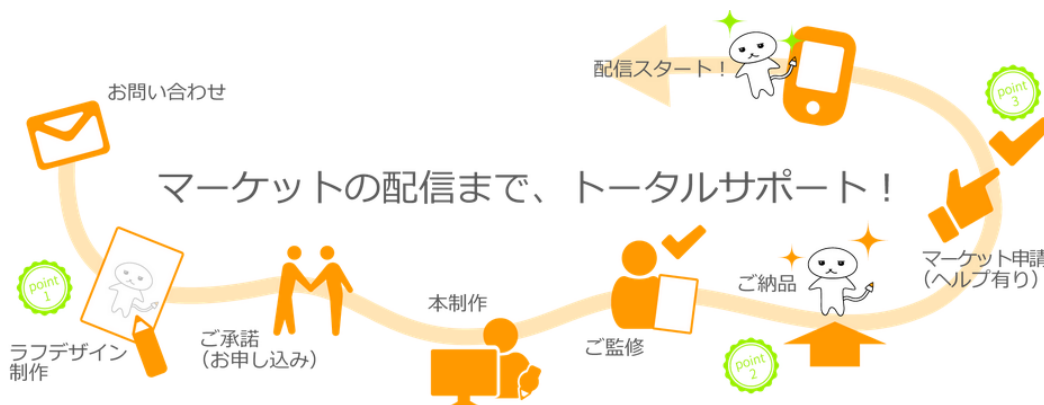 お問い合わせ
マーケットの配信まで、トータルサポート！
point
1
ラフデザイン
制作
ご承諾
（お申し込み）
本制作
ご監修
point
2
ご納品
マーケット申請
（ヘルプ有り）
point
3
配信スタート！